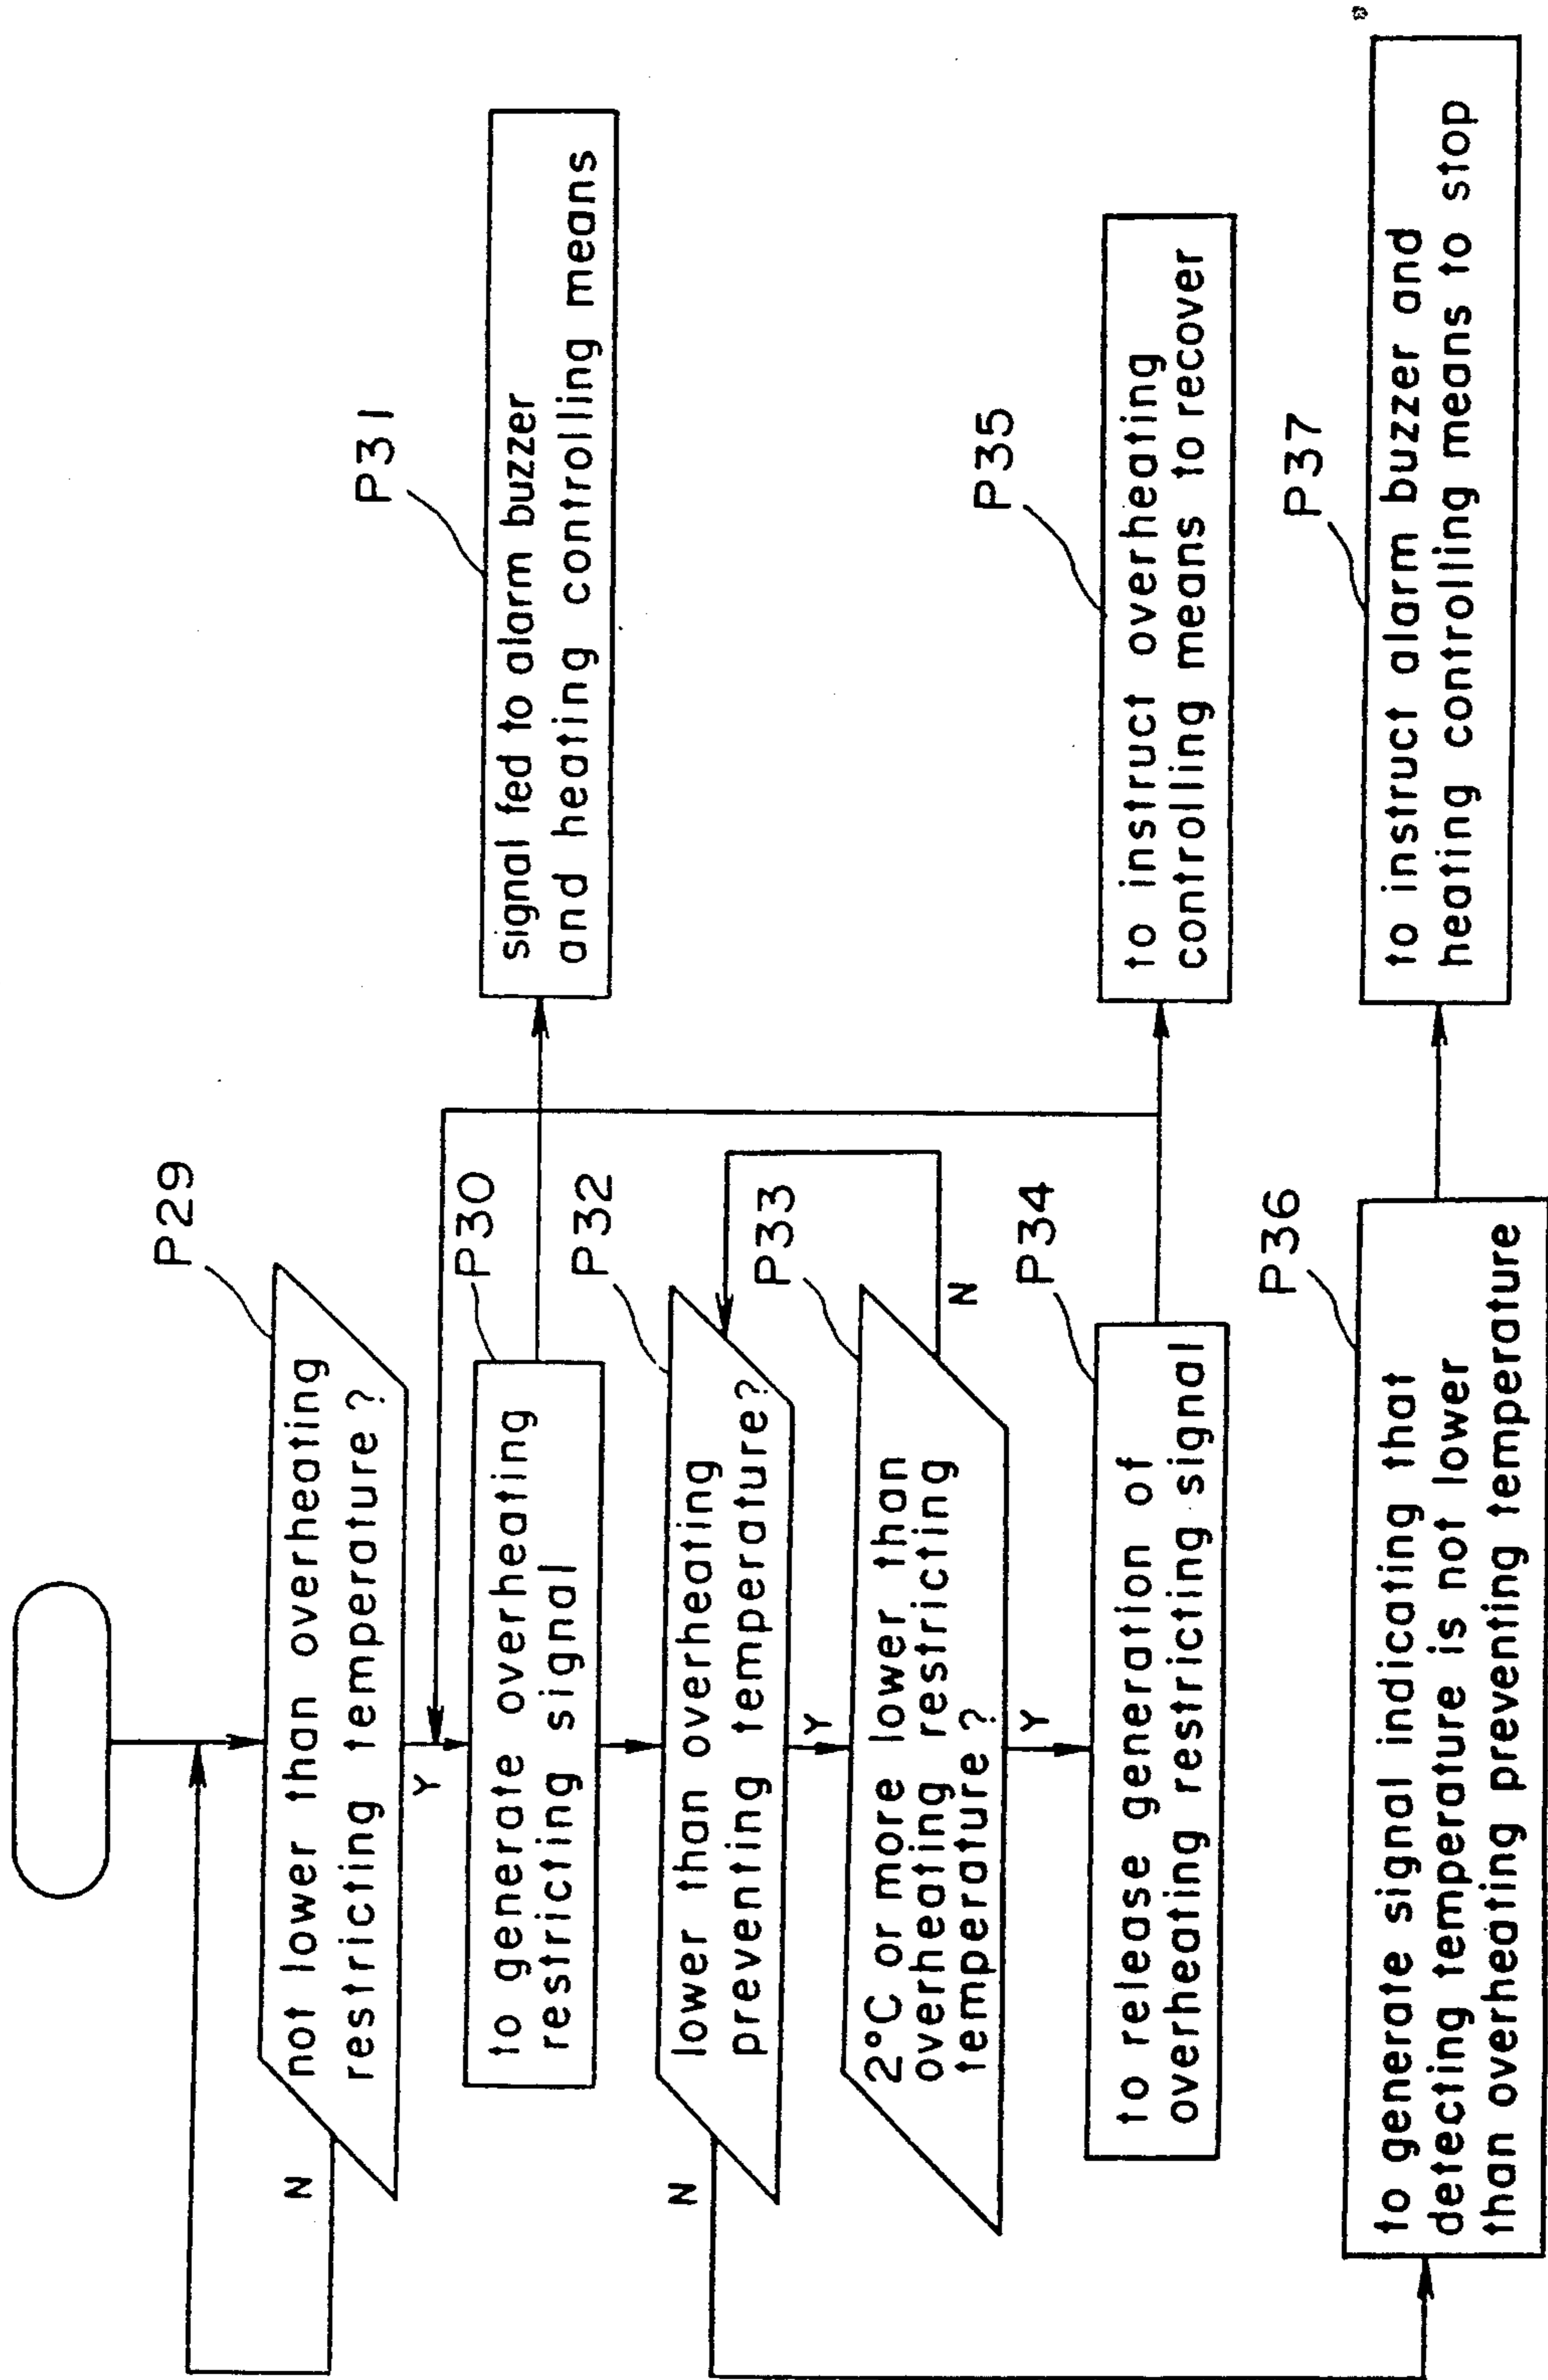 P29
not lower than overheating
restricting temperature?
N
Y
P30
to generate overheating
restricting signal
P31
signal fed to alarm buzzer
and heating controlling means
P32
lower than overheating
preventing temperature?
N
Y
P33
2°C or more lower than
overheating restricting
temperature?
N
Y
P34
to release generation of
overheating restricting signal
P35
to instruct overheating
controlling means to recover
P36
to generate signal indicating that
detecting temperature is not lower
than overheating preventing temperature
P37
to instruct alarm buzzer and
heating controlling means to stop